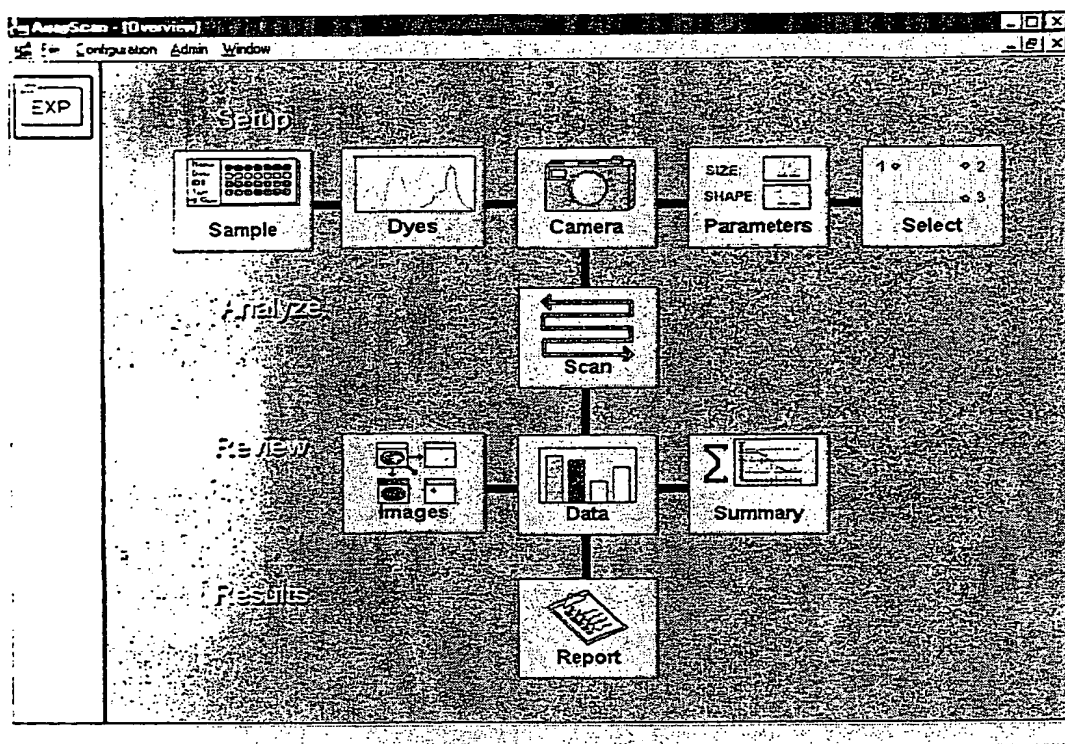 AssayScan - [Overview]
File Configuration Admin Window
EXP
Setup
SIZE:
SHAPE
1 2
3
Sample Dyes Camera Parameters Select
Analyze
Scan
Review
Σ
Images Data Summary
Results
Report